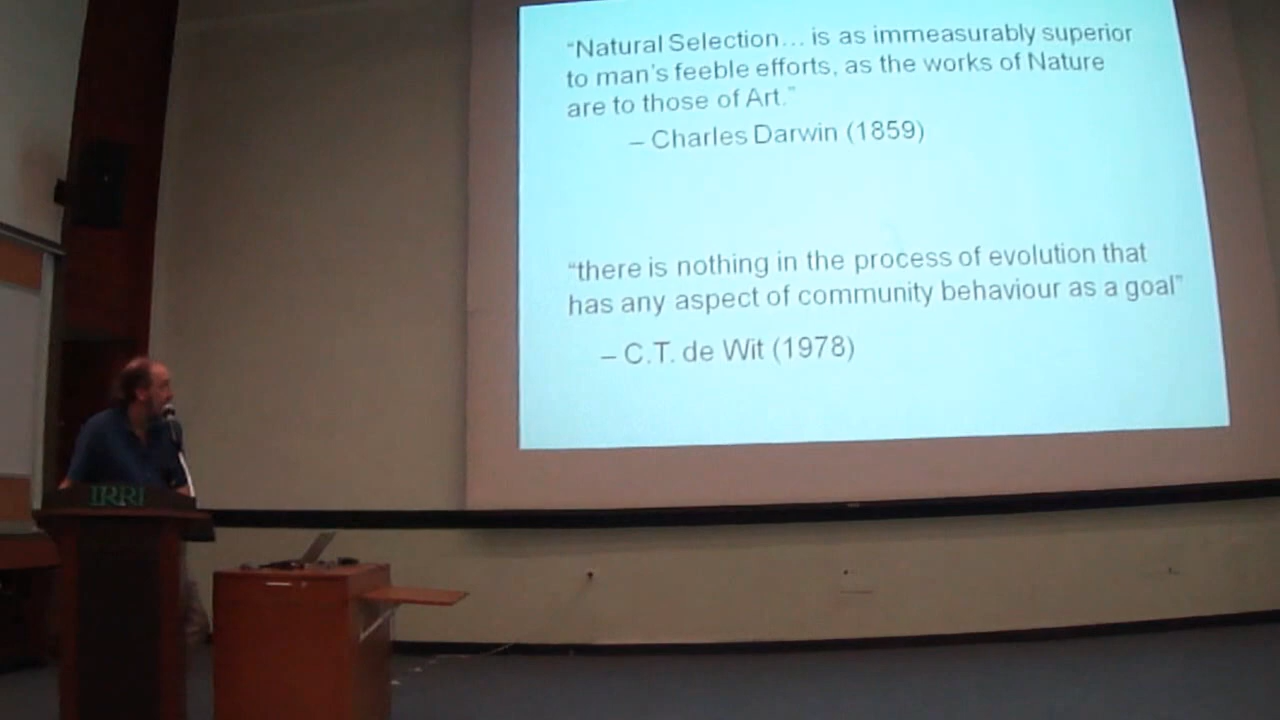 “Natural Selection… is as immeasurably superior
to man’s feeble efforts, as the works of Nature
are to those of Art.”
– Charles Darwin (1859)
“there is nothing in the process of evolution that
has any aspect of community behaviour as a goal”
– C.T. de Wit (1978)
IRRI